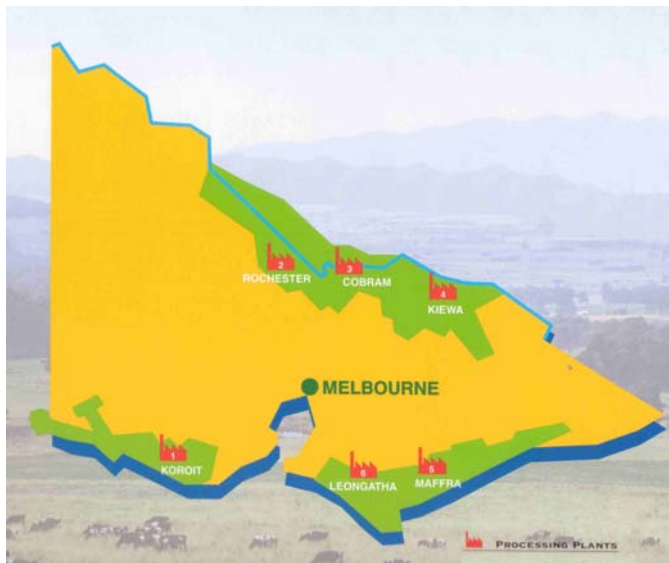 2
ROCHESTER
3
COBRAM
4
KIEWA
MELBOURNE
1
KOROIT
6
LEONGATHA
5
MAFFRA
PROCESSING PLANTS